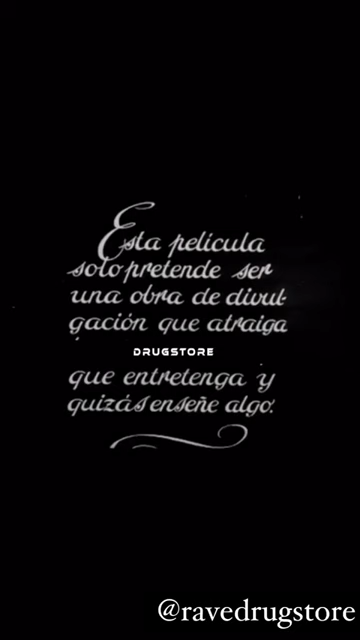 Esta película
solo pretende ser
una obra de divul-
gación que atraiga
DRUGSTORE
que entretenga y
quizás enseñe algo.
@ravedrugstore